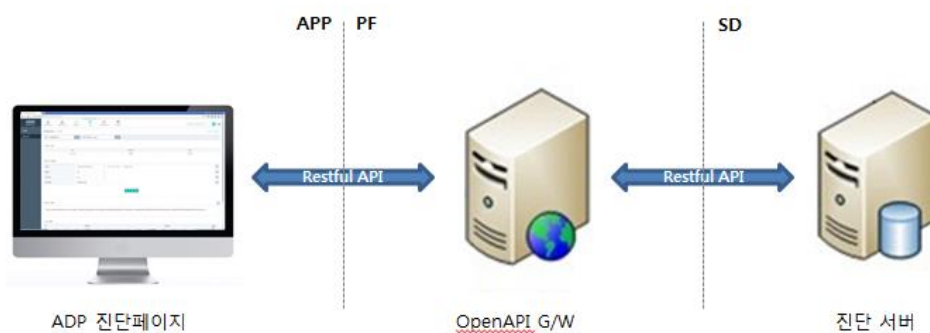 APP PF SD
Restful API Restful API
ADP 진단페이지 OpenAPI G/W 진단 서버